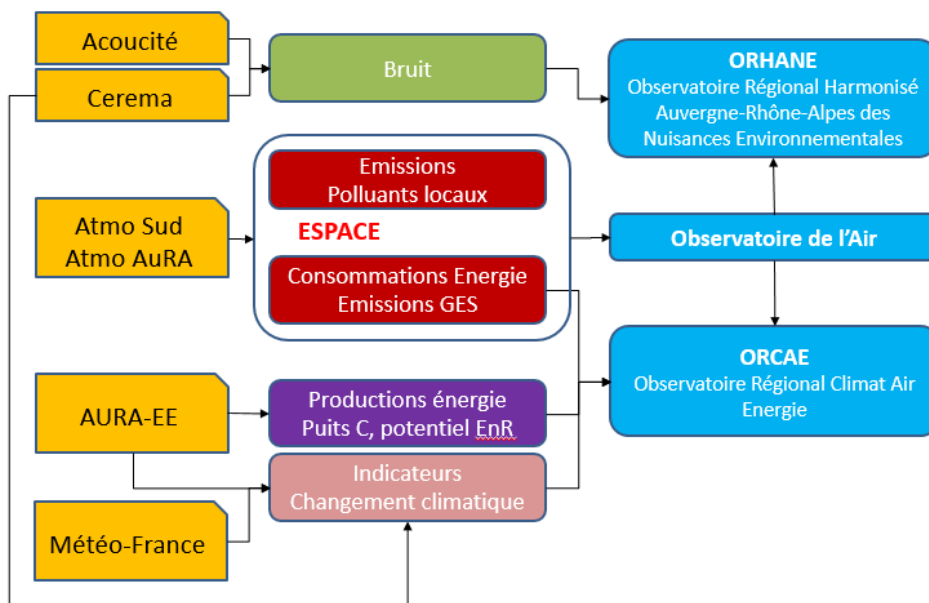 Acoucité
Cerema
Bruit
ORHANE
Observatoire Régional Harmonisé
Auvergne-Rhône-Alpes des
Nuisances Environnementales
Emissions
Polluants locaux
ESPACE
Atmo Sud
Atmo AuRA
Consommations Energie
Emissions GES
Observatoire de l’Air
ORCAE
Observatoire Régional Climat Air
Energie
AURA-EE
Productions énergie
Puits C, potentiel EnR
Indicateurs
Changement climatique
Météo-France